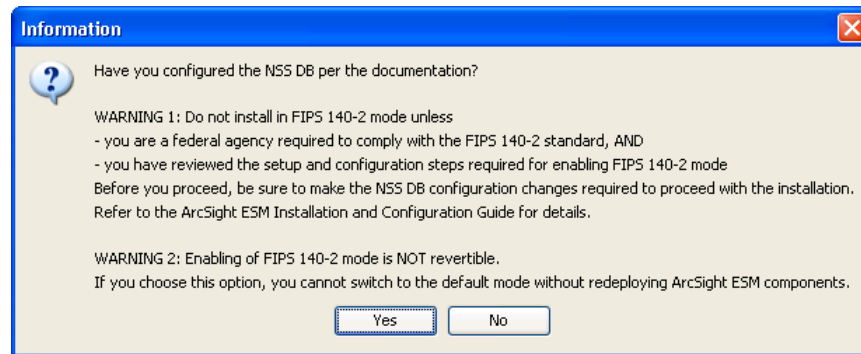 Information
Have you configured the NSS DB per the documentation?
WARNING 1: Do not install in FIPS 140-2 mode unless
- you are a federal agency required to comply with the FIPS 140-2 standard, AND
- you have reviewed the setup and configuration steps required for enabling FIPS 140-2 mode
Before you proceed, be sure to make the NSS DB configuration changes required to proceed with the installation.
Refer to the ArcSight ESM Installation and Configuration Guide for details.
WARNING 2: Enabling of FIPS 140-2 mode is NOT revertible.
If you choose this option, you cannot switch to the default mode without redeploying ArcSight ESM components.
Yes No